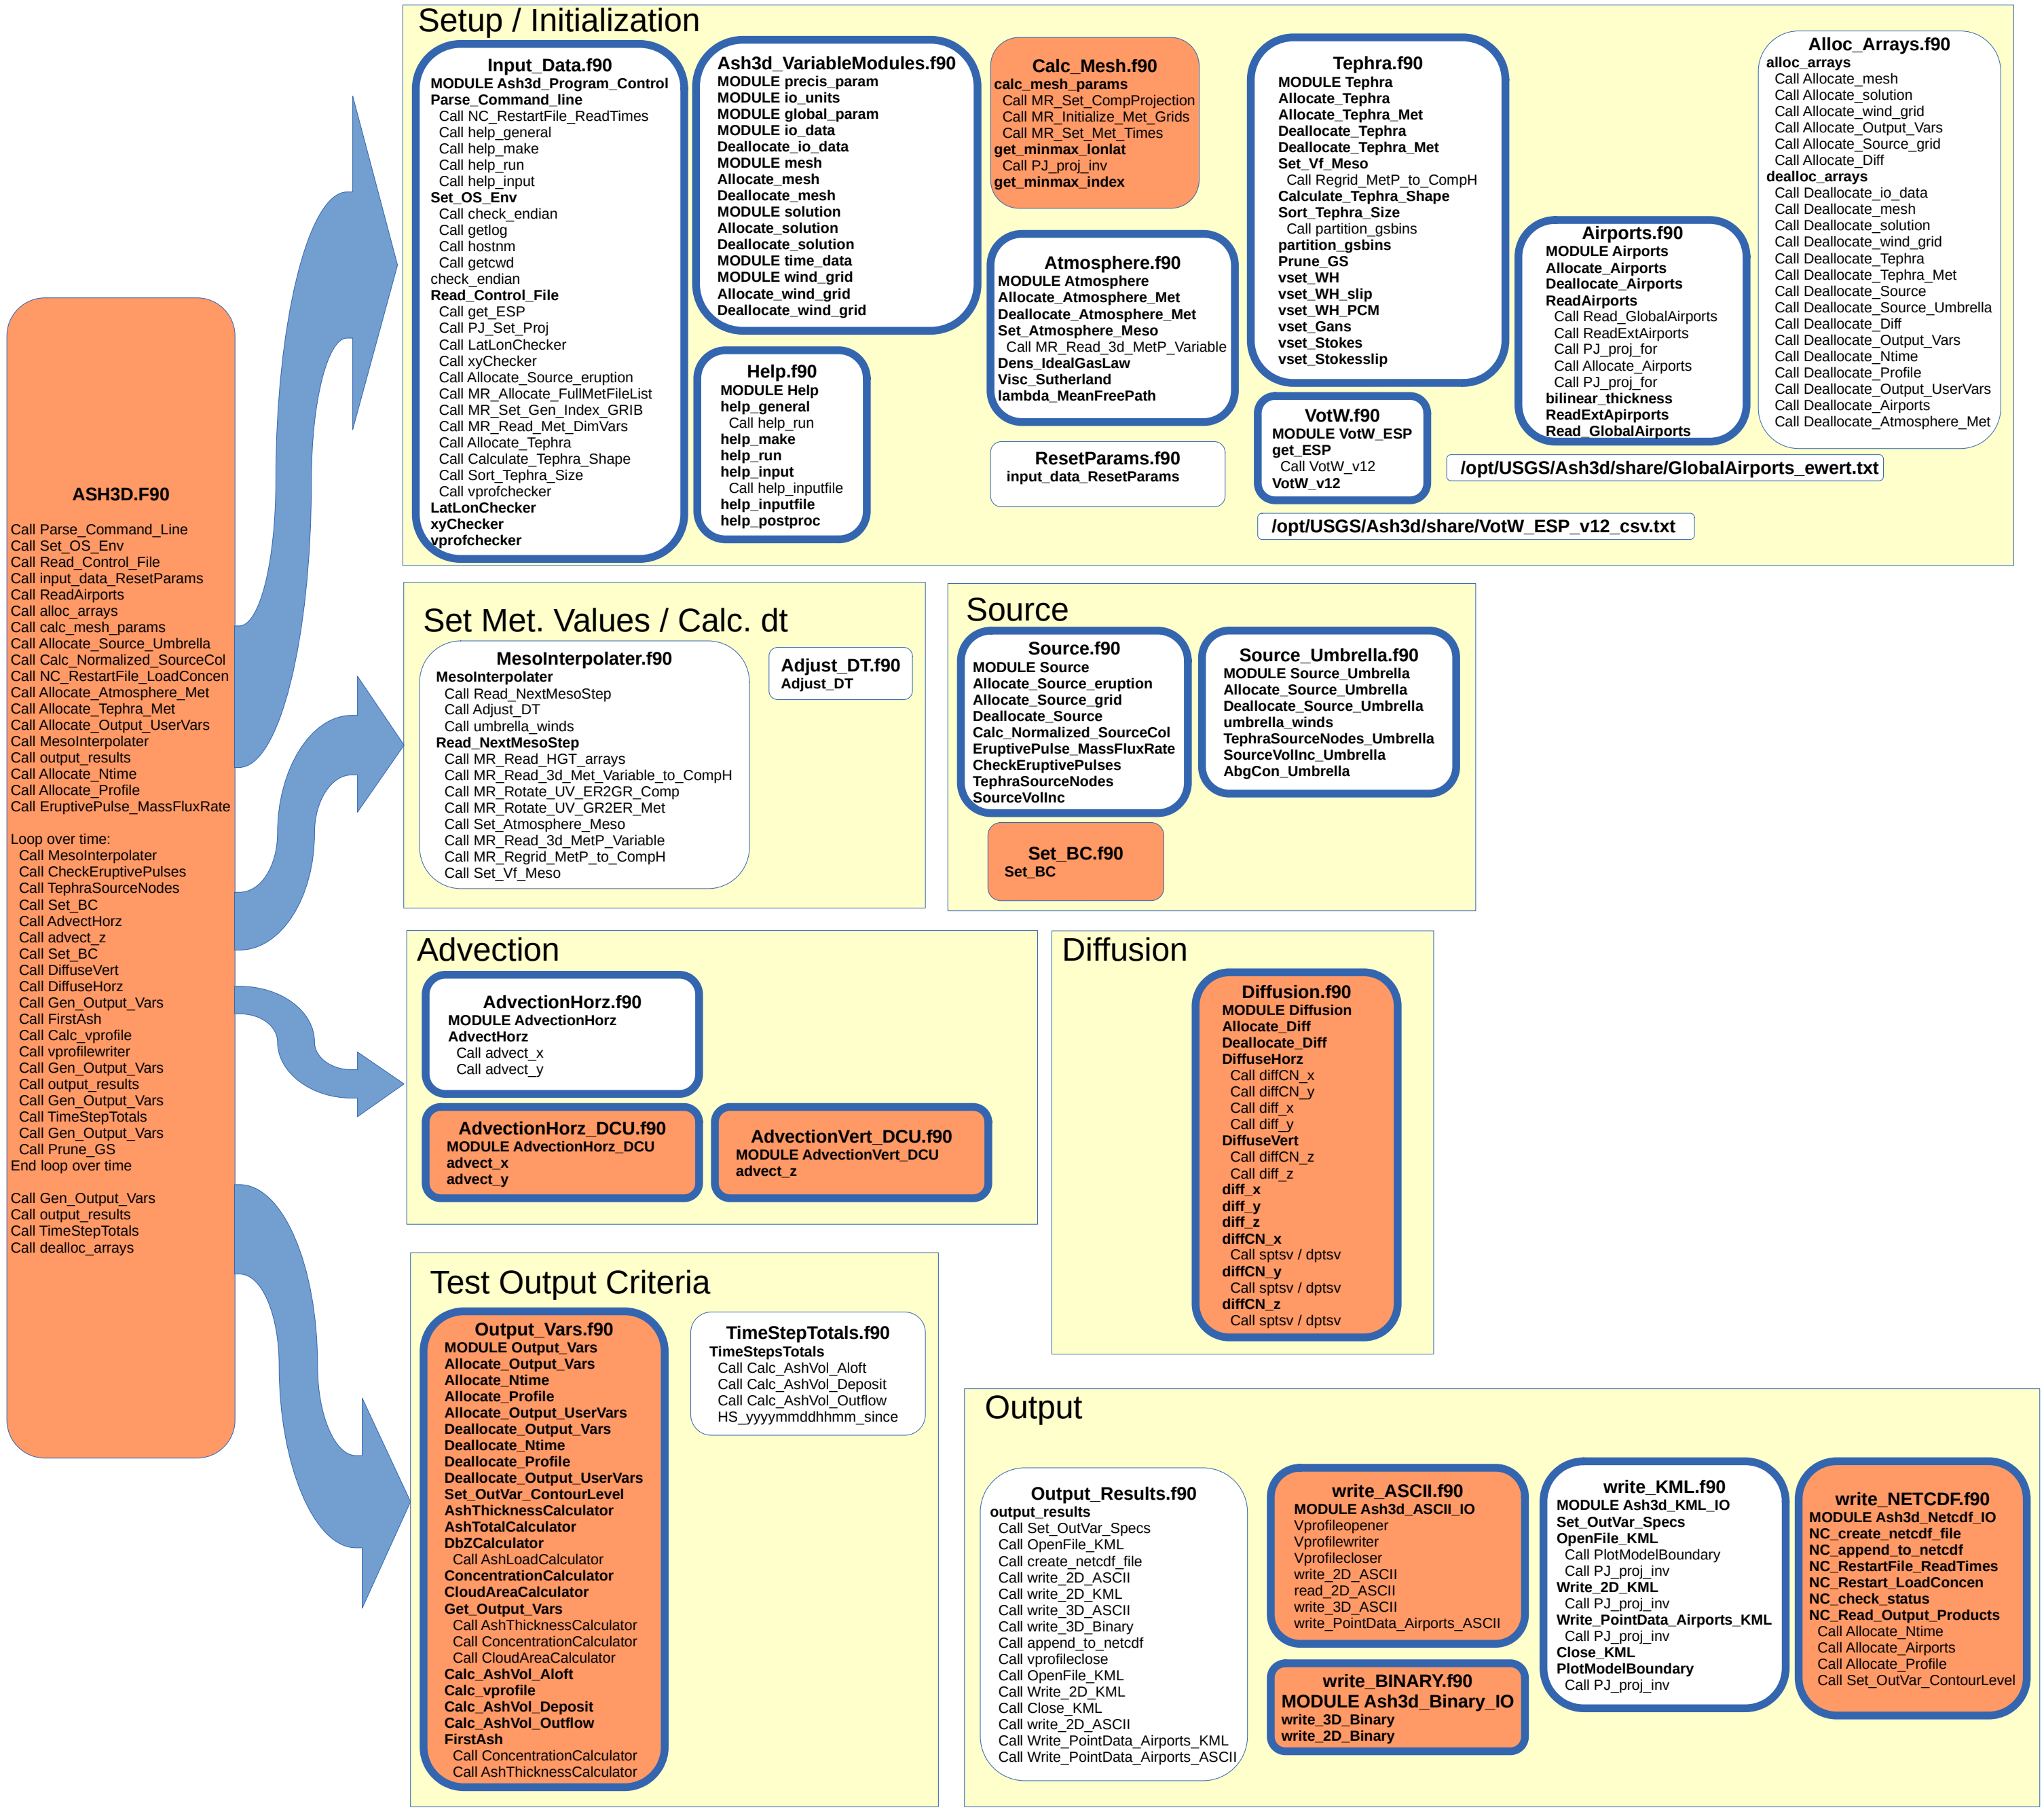 ASH3D.F90
Call Parse_Command_Line
Call Set_OS_Env
Call Read_Control_File
Call input_data_ResetParams
Call ReadAirports
Call alloc_arrays
Call calc_mesh_params
Call Allocate_Source_Umbrella
Call Calc_Normalized_SourceCol
Call NC_RestartFile_LoadConcen
Call Allocate_Atmosphere_Met
Call Allocate_Tephra_Met
Call Allocate_Output_UserVars
Call MesoInterpolater
Call output_results
Call Allocate_Ntime
Call Allocate_Profile
Call EruptivePulse_MassFluxRate
Loop over time:
Call MesoInterpolater
Call CheckEruptivePulses
Call TephraSourceNodes
Call Set_BC
Call AdvectHorz
Call advect_z
Call Set_BC
Call DiffuseVert
Call DiffuseHorz
Call Gen_Output_Vars
Call FirstAsh
Call Calc_vprofile
Call vprofilewriter
Call Gen_Output_Vars
Call output_results
Call Gen_Output_Vars
Call TimeStepTotals
Call Gen_Output_Vars
Call Prune_GS
End loop over time
Call Gen_Output_Vars
Call output_results
Call TimeStepTotals
Call dealloc_arrays
Setup / Initialization
Input_Data.f90
MODULE Ash3d_Program_Control
Parse_Command_line
Call NC_RestartFile_ReadTimes
Call help_general
Call help_make
Call help_run
Call help_input
Set_OS_Env
Call check_endian
Call getlog
Call hostnm
Call getcwd
check_endian
Read_Control_File
Call get_ESP
Call PJ_Set_Proj
Call LatLonChecker
Call xyChecker
Call Allocate_Source_eruption
Call MR_Allocate_FullMetFileList
Call MR_Set_Gen_Index_GRIB
Call MR_Read_Met_DimVars
Call Allocate_Tephra
Call Calculate_Tephra_Shape
Call Sort_Tephra_Size
Call vprofchecker
LatLonChecker
xyChecker
vprofchecker
Ash3d_VariableModules.f90
MODULE precis_param
MODULE io_units
MODULE global_param
MODULE io_data
Deallocate_io_data
MODULE mesh
Allocate_mesh
Deallocate_mesh
MODULE solution
Allocate_solution
Deallocate_solution
MODULE time_data
MODULE wind_grid
Allocate_wind_grid
Deallocate_wind_grid
Help.f90
MODULE Help
help_general
Call help_run
help_make
help_run
help_input
Call help_inputfile
help_inputfile
help_postproc
Calc_Mesh.f90
calc_mesh_params
Call MR_Set_CompProjection
Call MR_Initialize_Met_Grids
Call MR_Set_Met_Times
get_minmax_lonlat
Call PJ_proj_inv
get_minmax_index
Atmosphere.f90
MODULE Atmosphere
Allocate_Atmosphere_Met
Deallocate_Atmosphere_Met
Set_Atmosphere_Meso
Call MR_Read_3d_MetP_Variable
Dens_IdealGasLaw
Visc_Sutherland
lambda_MeanFreePath
ResetParams.f90
input_data_ResetParams
Tephra.f90
MODULE Tephra
Allocate_Tephra
Allocate_Tephra_Met
Deallocate_Tephra
Deallocate_Tephra_Met
Set_Vf_Meso
Call Regrid_MetP_to_CompH
Calculate_Tephra_Shape
Sort_Tephra_Size
Call partition_gsbins
partition_gsbins
Prune_GS
vset_WH
vset_WH_slip
vset_WH_PCM
vset_Gans
vset_Stokes
vset_Stokesslip
VotW.f90
MODULE VotW_ESP
get_ESP
Call VotW_v12
VotW_v12
Airports.f90
MODULE Airports
Allocate_Airports
Deallocate_Airports
ReadAirports
Call Read_GlobalAirports
Call ReadExtAirports
Call PJ_proj_for
Call Allocate_Airports
Call PJ_proj_for
bilinear_thickness
ReadExtApirports
Read_GlobalAirports
Alloc_Arrays.f90
alloc_arrays
Call Allocate_mesh
Call Allocate_solution
Call Allocate_wind_grid
Call Allocate_Output_Vars
Call Allocate_Source_grid
Call Allocate_Diff
dealloc_arrays
Call Deallocate_io_data
Call Deallocate_mesh
Call Deallocate_solution
Call Deallocate_wind_grid
Call Deallocate_Tephra
Call Deallocate_Tephra_Met
Call Deallocate_Source
Call Deallocate_Source_Umbrella
Call Deallocate_Diff
Call Deallocate_Output_Vars
Call Deallocate_Ntime
Call Deallocate_Profile
Call Deallocate_Output_UserVars
Call Deallocate_Airports
Call Deallocate_Atmosphere_Met
/opt/USGS/Ash3d/share/GlobalAirports_ewert.txt
/opt/USGS/Ash3d/share/VotW_ESP_v12_csv.txt
Set Met. Values / Calc. dt
MesoInterpolater.f90
MesoInterpolater
Call Read_NextMesoStep
Call Adjust_DT
Call umbrella_winds
Read_NextMesoStep
Call MR_Read_HGT_arrays
Call MR_Read_3d_Met_Variable_to_CompH
Call MR_Rotate_UV_ER2GR_Comp
Call MR_Rotate_UV_GR2ER_Met
Call Set_Atmosphere_Meso
Call MR_Read_3d_MetP_Variable
Call MR_Regrid_MetP_to_CompH
Call Set_Vf_Meso
Adjust_DT.f90
Adjust_DT
Source
Source.f90
MODULE Source
Allocate_Source_eruption
Allocate_Source_grid
Deallocate_Source
Calc_Normalized_SourceCol
EruptivePulse_MassFluxRate
CheckEruptivePulses
TephraSourceNodes
SourceVolInc
Source_Umbrella.f90
MODULE Source_Umbrella
Allocate_Source_Umbrella
Deallocate_Source_Umbrella
umbrella_winds
TephraSourceNodes_Umbrella
SourceVolInc_Umbrella
AbgCon_Umbrella
Set_BC.f90
Set_BC
Advection
AdvectionHorz.f90
MODULE AdvectionHorz
AdvectHorz
Call advect_x
Call advect_y
AdvectionHorz_DCU.f90
MODULE AdvectionHorz_DCU
advect_x
advect_y
AdvectionVert_DCU.f90
MODULE AdvectionVert_DCU
advect_z
Diffusion
Diffusion.f90
MODULE Diffusion
Allocate_Diff
Deallocate_Diff
DiffuseHorz
Call diffCN_x
Call diffCN_y
Call diff_x
Call diff_y
DiffuseVert
Call diffCN_z
Call diff_z
diff_x
diff_y
diff_z
diffCN_x
Call sptsv / dptsv
diffCN_y
Call sptsv / dptsv
diffCN_z
Call sptsv / dptsv
Test Output Criteria
Output_Vars.f90
MODULE Output_Vars
Allocate_Output_Vars
Allocate_Ntime
Allocate_Profile
Allocate_Output_UserVars
Deallocate_Output_Vars
Deallocate_Ntime
Deallocate_Profile
Deallocate_Output_UserVars
Set_OutVar_ContourLevel
AshThicknessCalculator
AshTotalCalculator
DbZCalculator
Call AshLoadCalculator
ConcentrationCalculator
CloudAreaCalculator
Get_Output_Vars
Call AshThicknessCalculator
Call ConcentrationCalculator
Call CloudAreaCalculator
Calc_AshVol_Aloft
Calc_vprofile
Calc_AshVol_Deposit
Calc_AshVol_Outflow
FirstAsh
Call ConcentrationCalculator
Call AshThicknessCalculator
TimeStepTotals.f90
TimeStepsTotals
Call Calc_AshVol_Aloft
Call Calc_AshVol_Deposit
Call Calc_AshVol_Outflow
HS_yyyymmddhhmm_since
Output
Output_Results.f90
output_results
Call Set_OutVar_Specs
Call OpenFile_KML
Call create_netcdf_file
Call write_2D_ASCII
Call write_2D_KML
Call write_3D_ASCII
Call write_3D_Binary
Call append_to_netcdf
Call vprofileclose
Call OpenFile_KML
Call Write_2D_KML
Call Close_KML
Call write_2D_ASCII
Call Write_PointData_Airports_KML
Call Write_PointData_Airports_ASCII
write_ASCII.f90
MODULE Ash3d_ASCII_IO
Vprofileopener
Vprofilewriter
Vprofilecloser
write_2D_ASCII
read_2D_ASCII
write_3D_ASCII
write_PointData_Airports_ASCII
write_BINARY.f90
MODULE Ash3d_Binary_IO
write_3D_Binary
write_2D_Binary
write_KML.f90
MODULE Ash3d_KML_IO
Set_OutVar_Specs
OpenFile_KML
Call PlotModelBoundary
Call PJ_proj_inv
Write_2D_KML
Call PJ_proj_inv
Write_PointData_Airports_KML
Call PJ_proj_inv
Close_KML
PlotModelBoundary
Call PJ_proj_inv
write_NETCDF.f90
MODULE Ash3d_Netcdf_IO
NC_create_netcdf_file
NC_append_to_netcdf
NC_RestartFile_ReadTimes
NC_Restart_LoadConcen
NC_check_status
NC_Read_Output_Products
Call Allocate_Ntime
Call Allocate_Airports
Call Allocate_Profile
Call Set_OutVar_ContourLevel